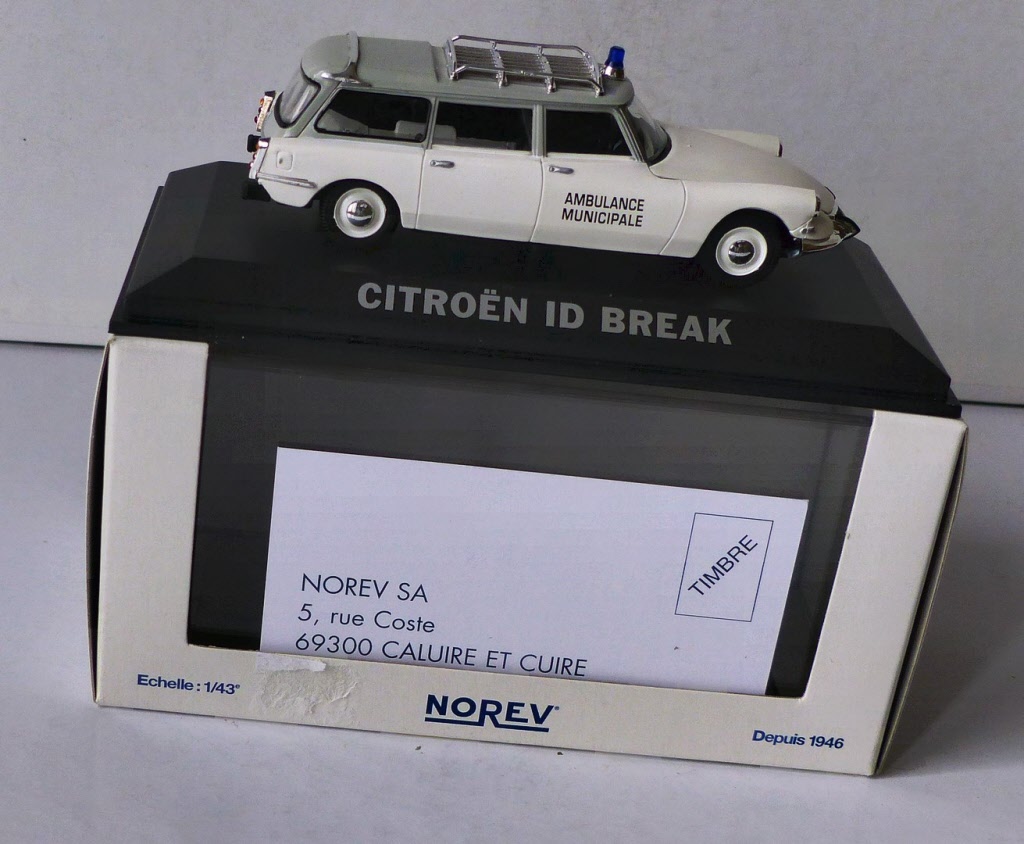 AMBULANCE
MUNICIPALE
CITROËN ID BREAK
TIMBRE
NOREV SA
5, rue Coste
69300 CALUIRE ET CUIRE
Echelle : 1/43e
NOREV
Depuis 1946